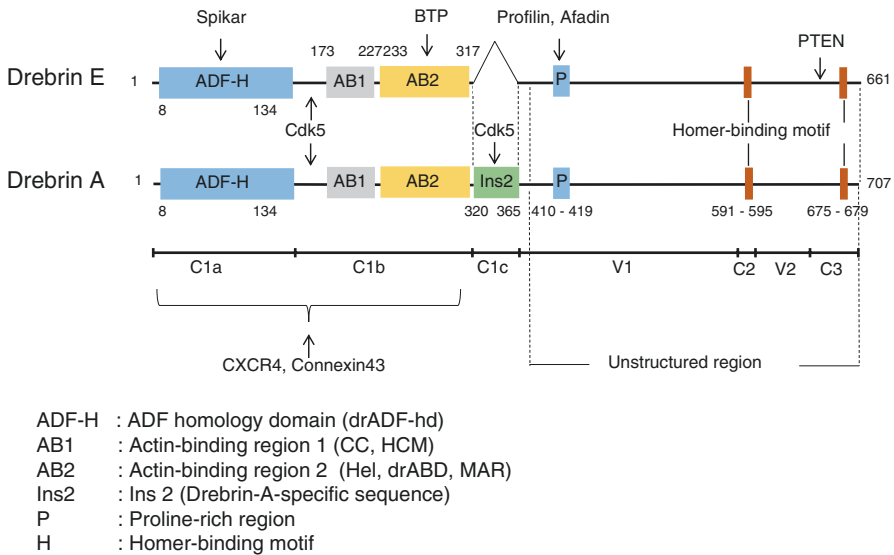 Spikar BTP Profilin, Afadin
173 227 233 317 PTEN
Drebrin E 1 ADF-H AB1 AB2 P 661
8 134
Cdk5 Cdk5 Homer-binding motif
Drebrin A 1 ADF-H AB1 AB2 Ins2 P 707
8 134 320 365 410 - 419 591 - 595 675 - 679
C1a C1b C1c V1 C2 V2 C3
CXCR4, Connexin43 Unstructured region
ADF-H : ADF homology domain (drADF-hd)
AB1 : Actin-binding region 1 (CC, HCM)
AB2 : Actin-binding region 2 (Hel, drABD, MAR)
Ins2 : Ins 2 (Drebrin-A-specific sequence)
P : Proline-rich region
H : Homer-binding motif